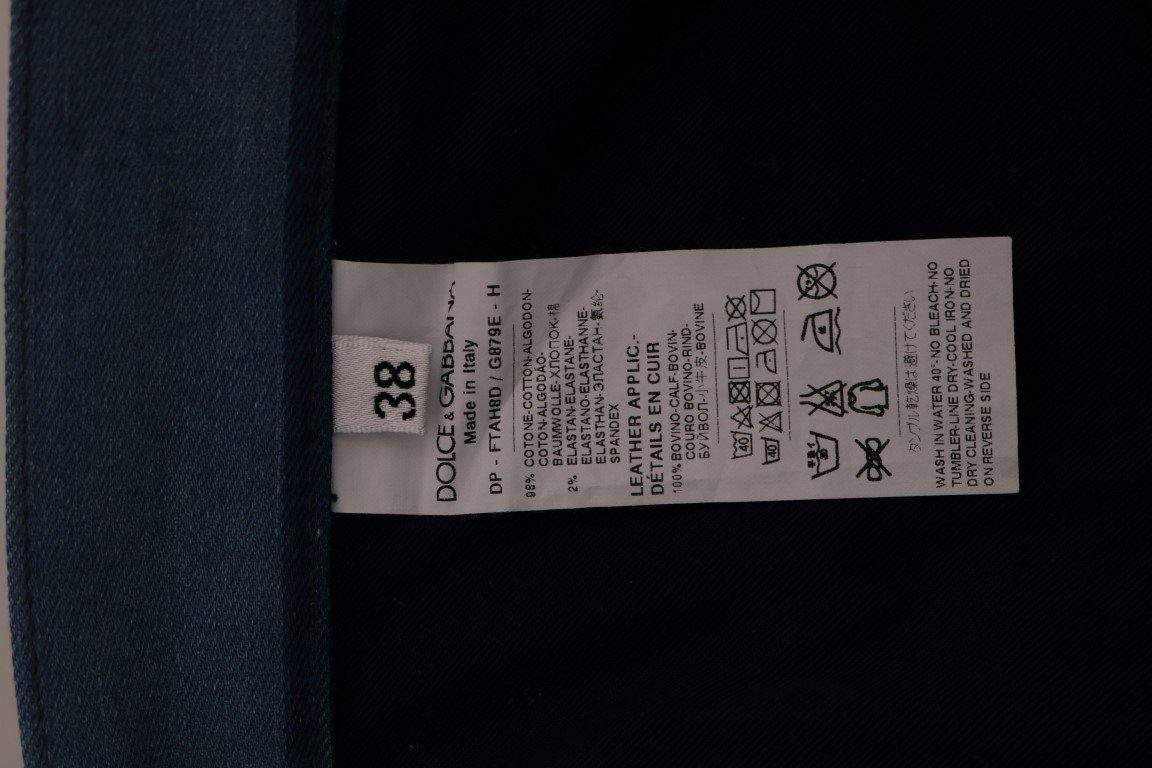 38
DOLCE & GABBANA
Made in Italy
DP - FTAH8D / G879E - H
98% COTONE-COTTON-ALGODON-
COTON-ALGODÃO-
BAUMWOLLE-ХЛОПОК-棉
2% ELASTAN-ELASTANE-
ELASTANO-ELASTHANNE-
ELASTHAN-ЭЛАСТАН-氨纶-
SPANDEX
LEATHER APPLIC.-
DÉTAILS EN CUIR
100% BOVINO-CALF-BOVIN-
COURO BOVINO-RIND-
БУЙВОЛ-小牛皮-BOVINE
40
40
タンブル乾燥は避けてください
WASH IN WATER 40°-NO BLEACH-NO
TUMBLER-LINE DRY-COOL IRON-NO
DRY CLEANING-WASHED AND DRIED
ON REVERSE SIDE